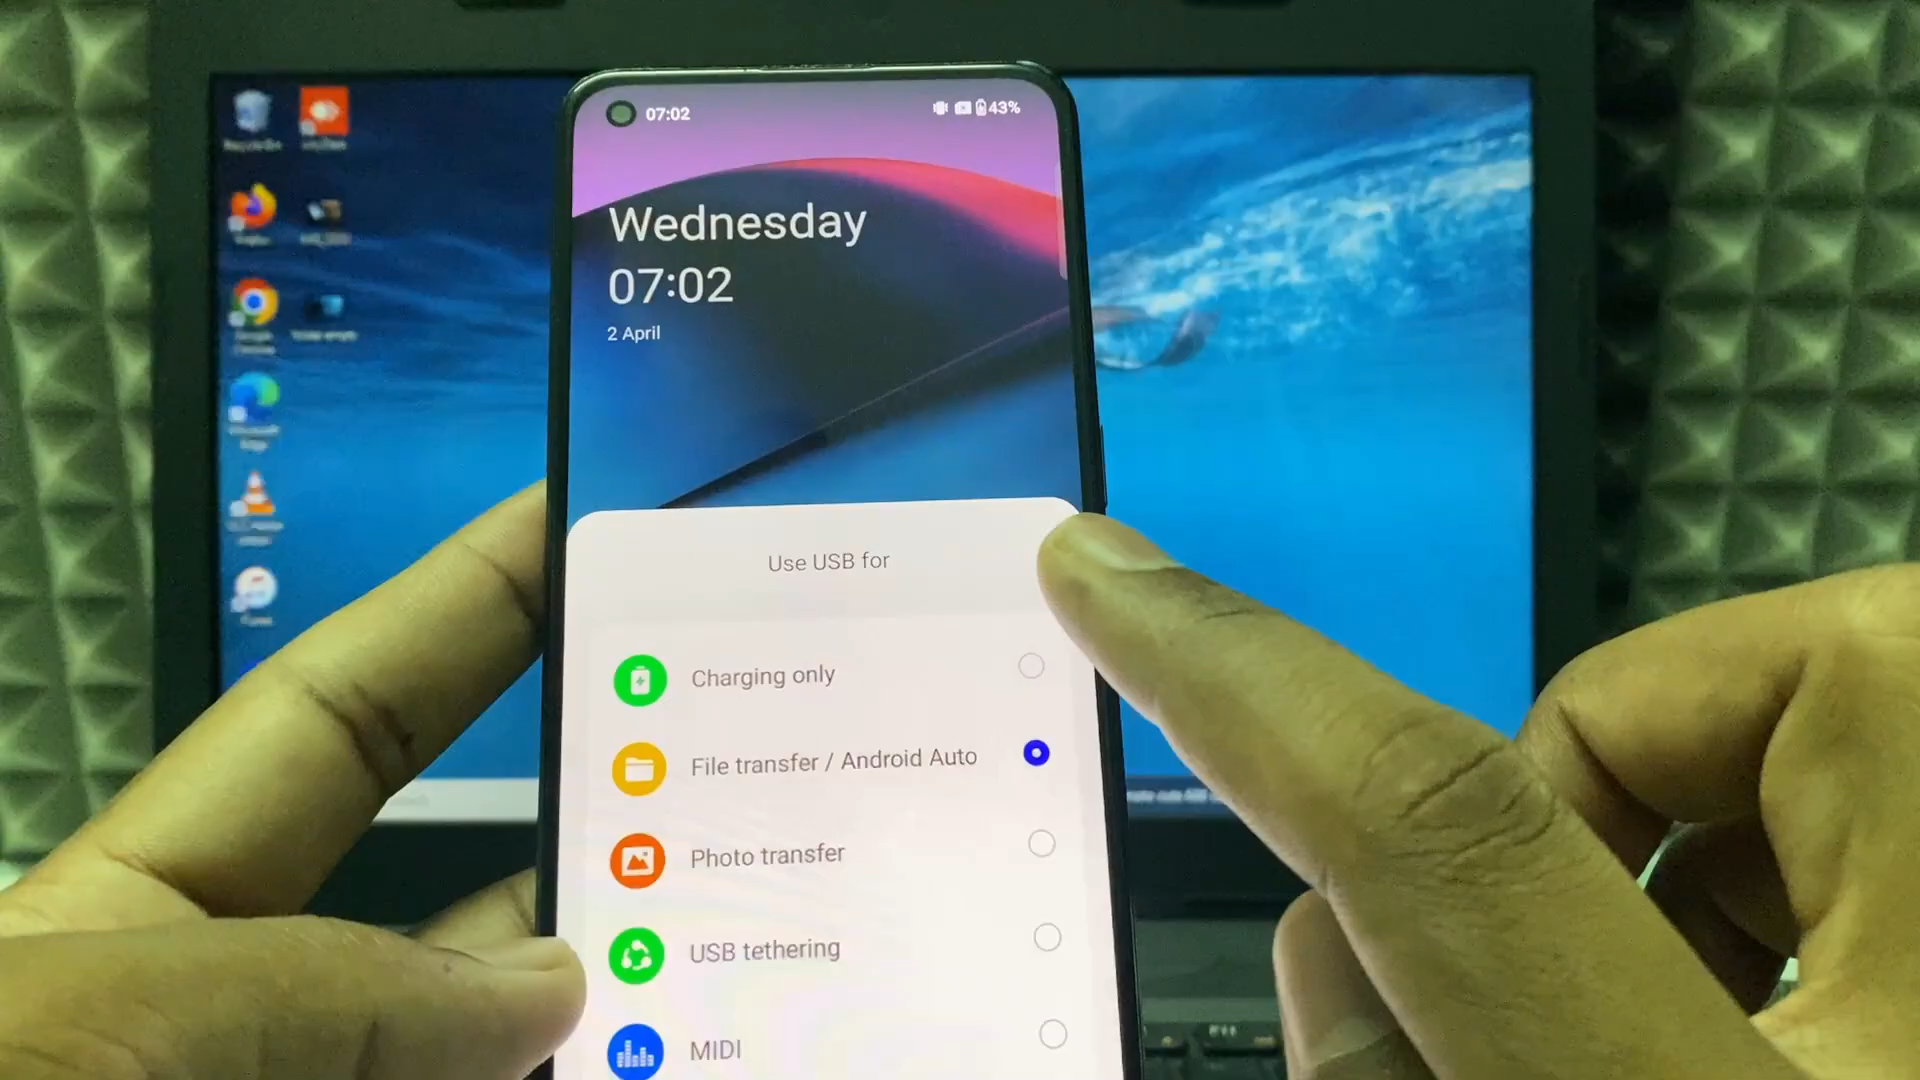 07:02
43%
Wednesday
07:02
2 April
Use USB for
Charging only
File transfer / Android Auto
Photo transfer
USB tethering
MIDI